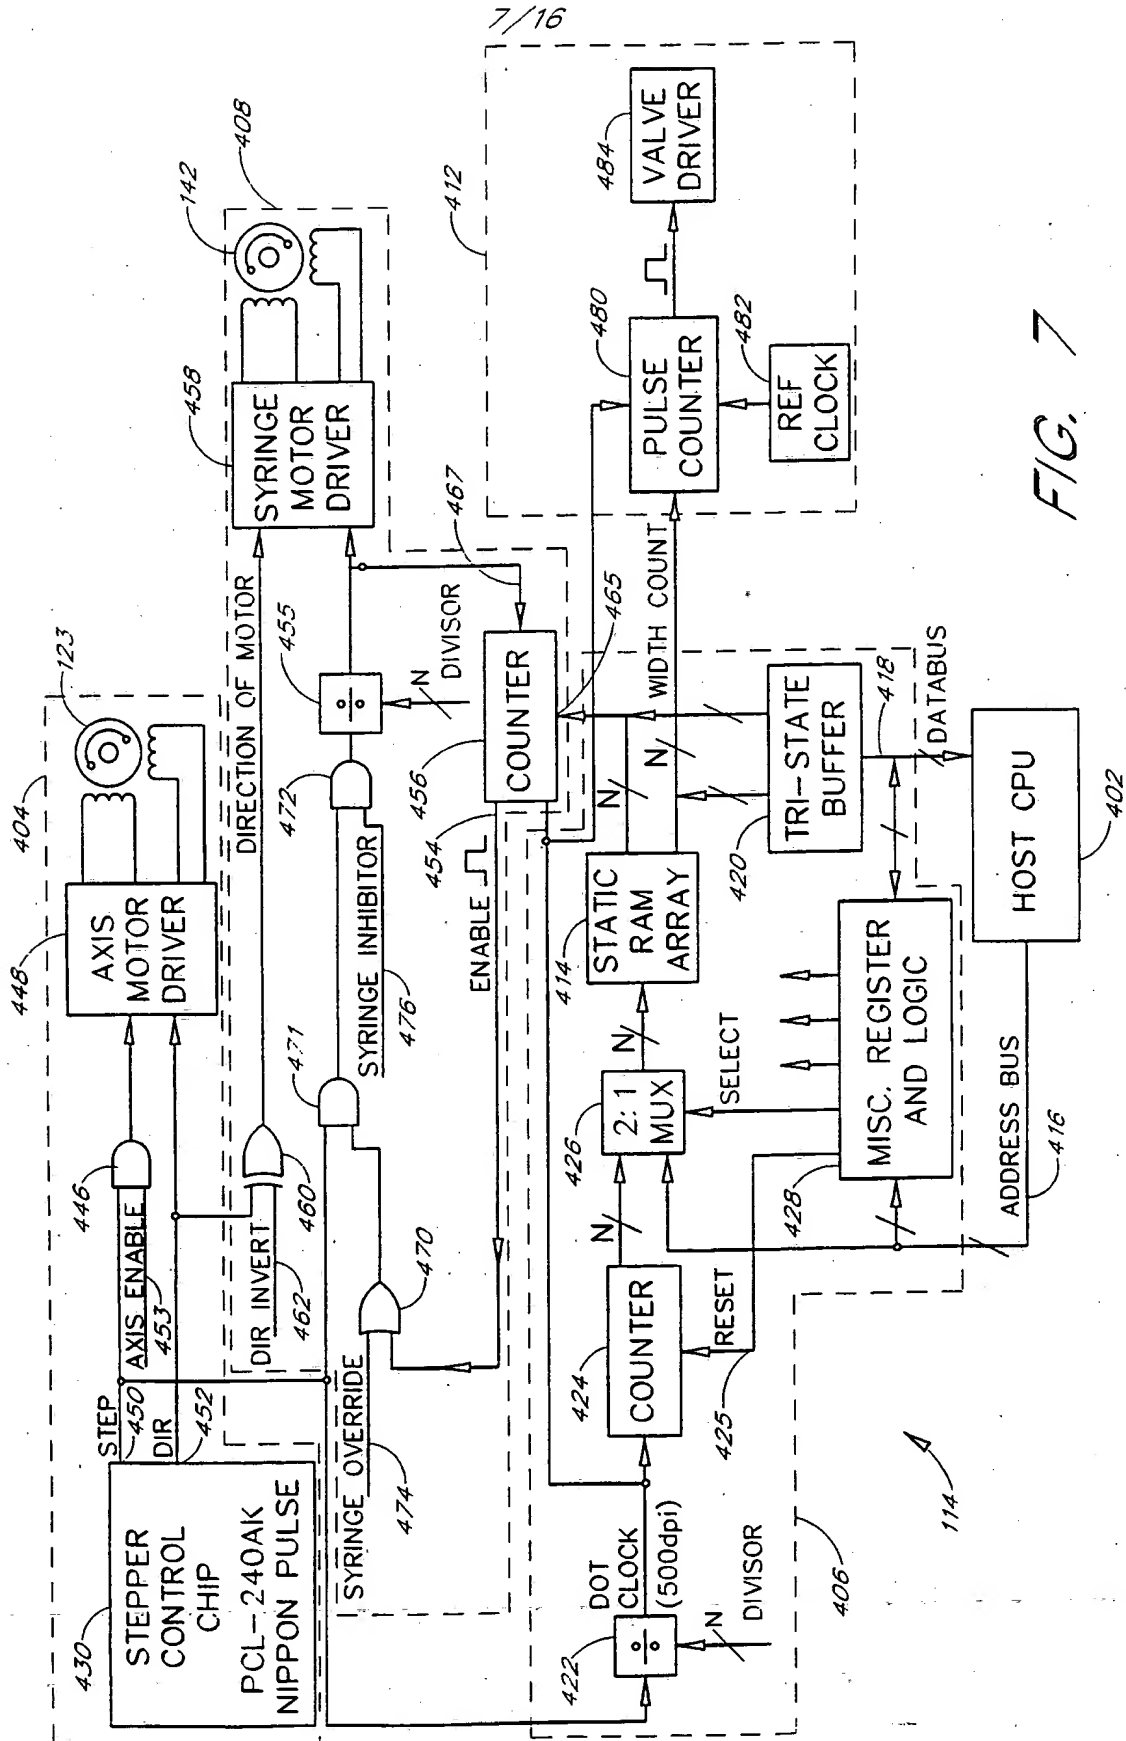 7/16
404
123
448
AXIS
MOTOR
DRIVER
446
AXIS ENABLE
453
STEP
450
DIR
452
430
STEPPER
CONTROL
CHIP
PCL-240AK
NIPPON PULSE
142
408
458
SYRINGE
MOTOR
DRIVER
DIRECTION OF MOTOR
460
DIR INVERT
462
455
N
DIVISOR
467
472
471
SYRINGE INHIBITOR
476
456
COUNTER
465
454
ENABLE
470
SYRINGE OVERRIDE
474
412
484
VALVE
DRIVER
480
PULSE
COUNTER
482
REF
CLOCK
WIDTH COUNT
N
N
414
STATIC
RAM
ARRAY
420
TRI-STATE
BUFFER
418
DATABUS
N
426
2:1
MUX
SELECT
N
424
COUNTER
RESET
425
428
MISC. REGISTER
AND LOGIC
HOST CPU
402
ADDRESS BUS
416
DOT
CLOCK
(500dpi)
422
N
DIVISOR
406
114
FIG. 7